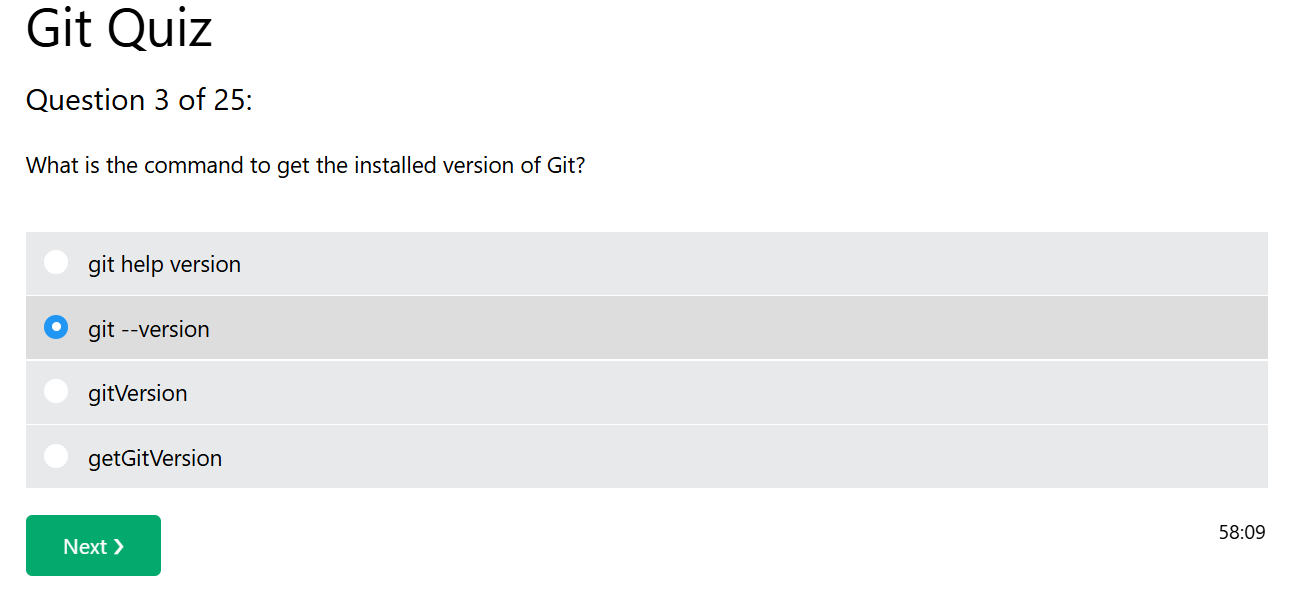 Git Quiz
Question 3 of 25:
What is the command to get the installed version of Git?
git help version
git --version
gitVersion
getGitVersion
Next ❯
58:09